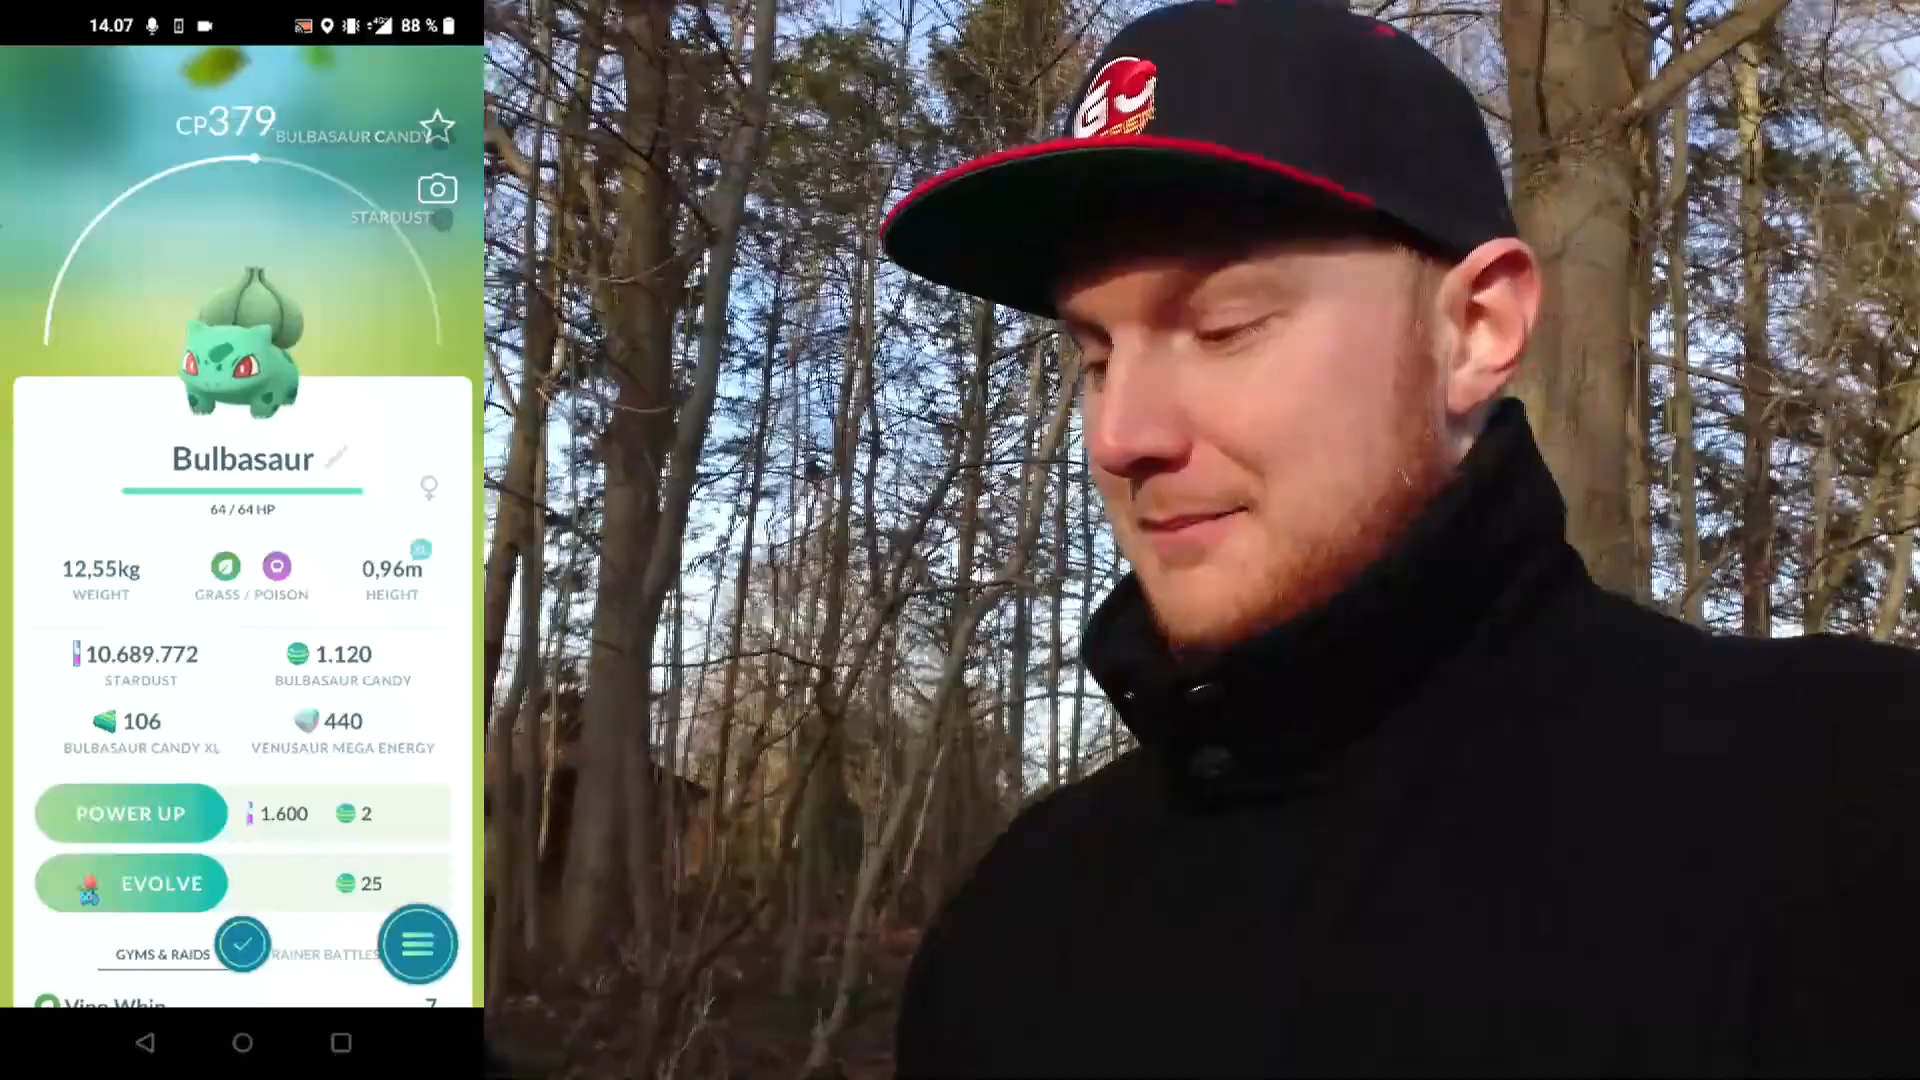 14.07
88 %
CP379
BULBASAUR CANDY
STARDUST
Bulbasaur
64 / 64 HP
XL
12,55kg
WEIGHT
GRASS / POISON
0,96m
HEIGHT
10.689.772
STARDUST
1.120
BULBASAUR CANDY
106
BULBASAUR CANDY XL
440
VENUSAUR MEGA ENERGY
POWER UP
1.600
2
EVOLVE
25
GYMS & RAIDS
RAINER BATTLES
Vine Whip
7